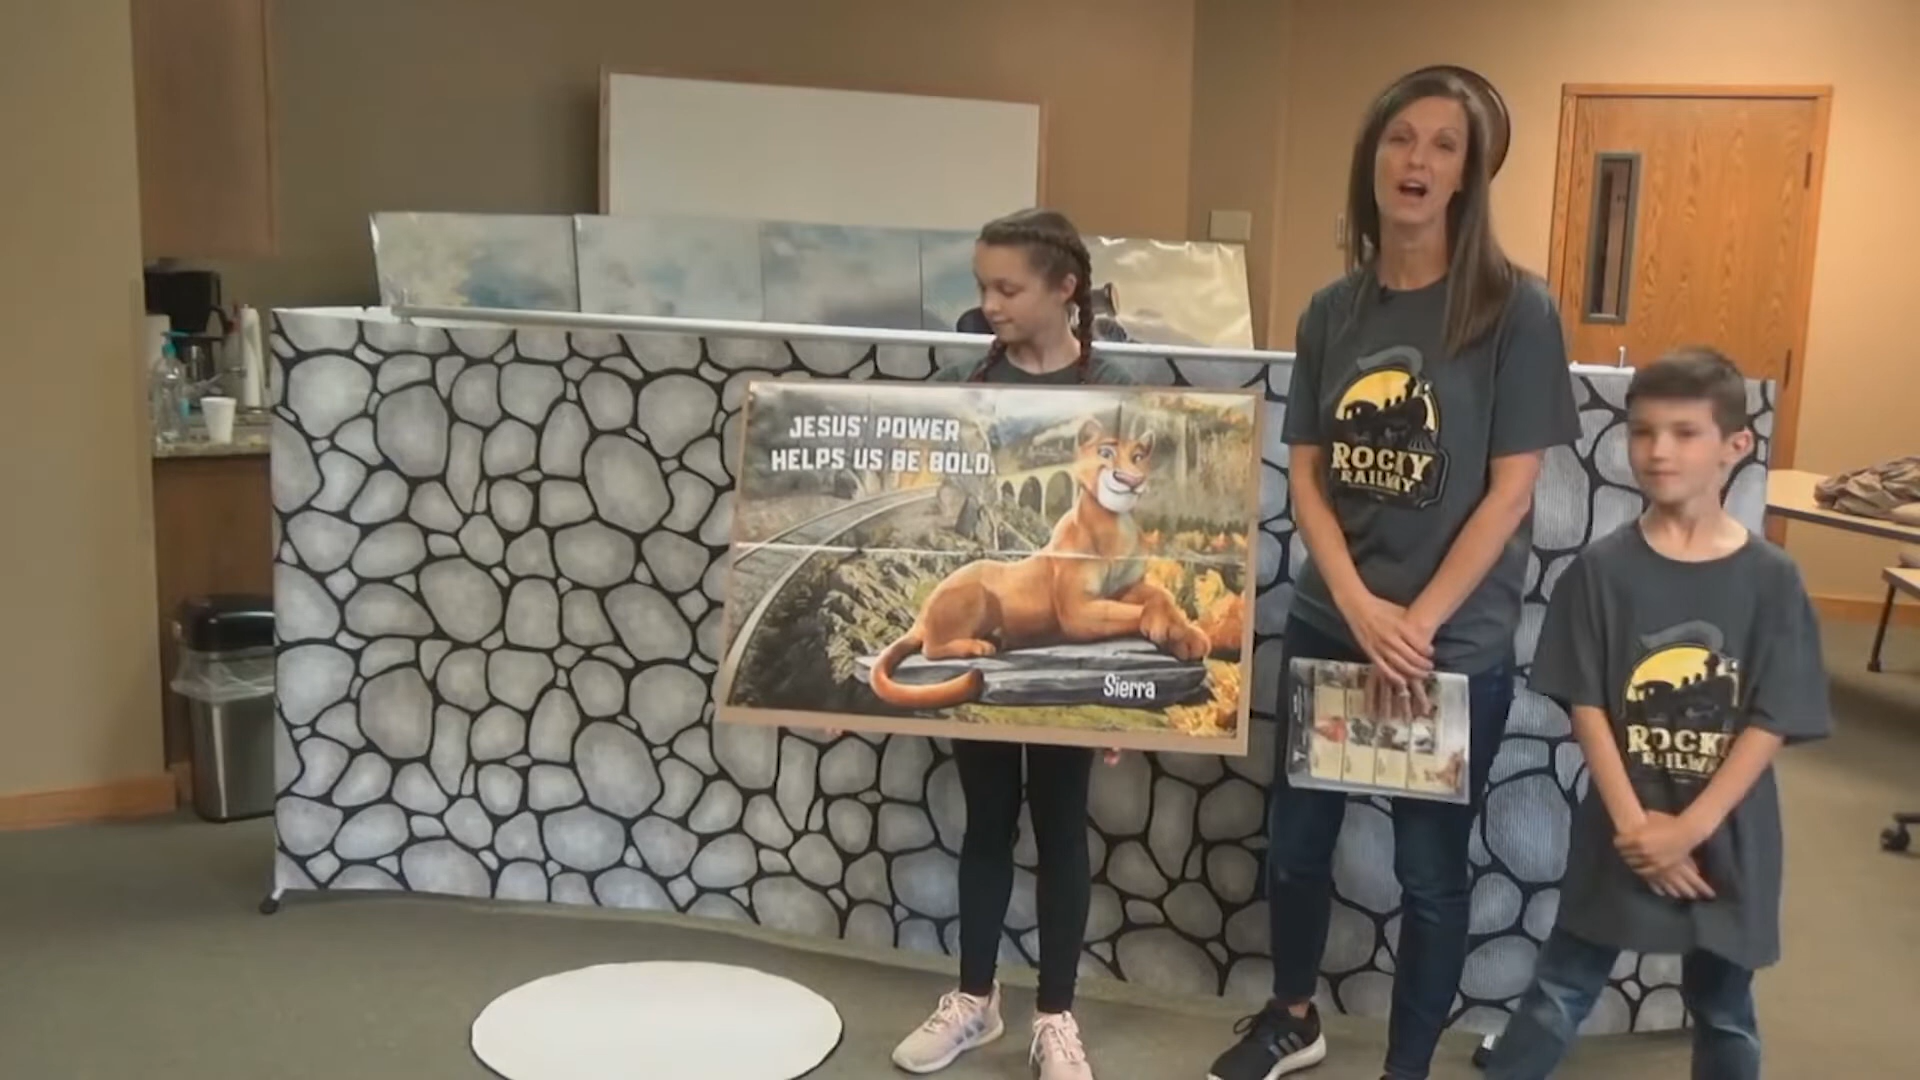 JESUS' POWER
HELPS US BE BOLD.
Sierra
ROCKY
RAILWAY
ROCKY
RAILWAY